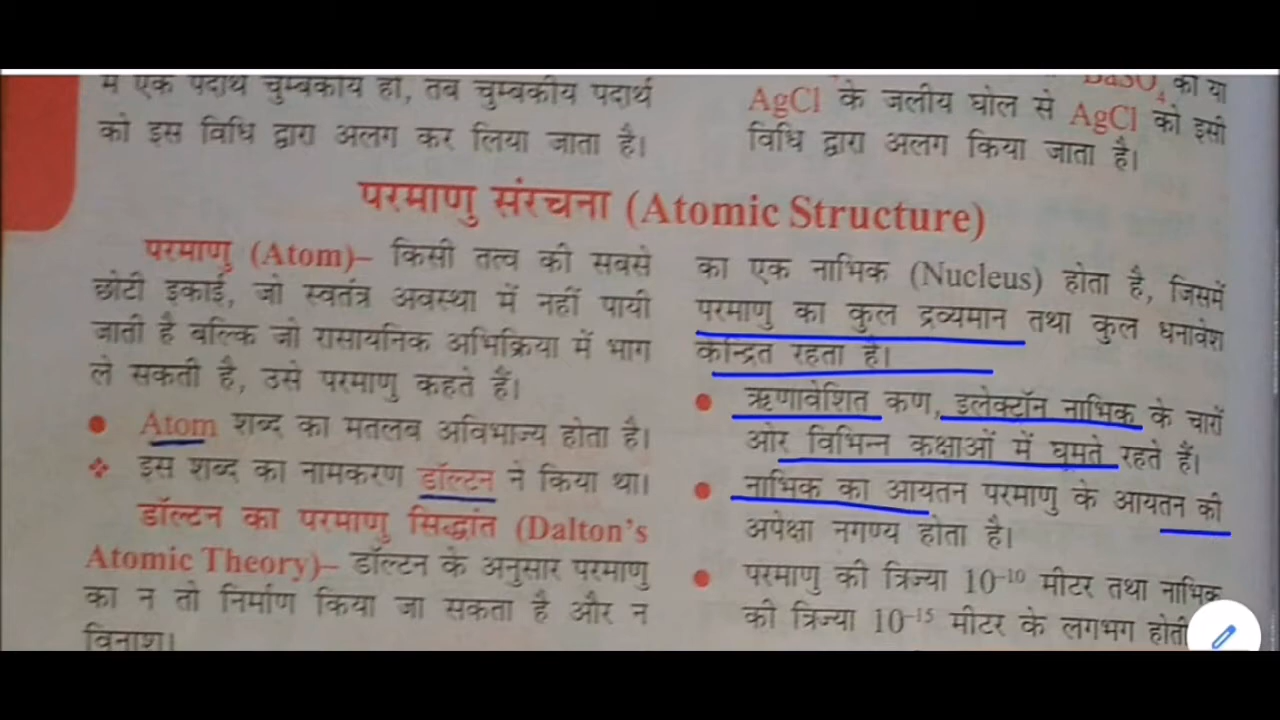 में एक पदार्थ चुम्बकीय हो, तब चुम्बकीय पदार्थ
को इस विधि द्वारा अलग कर लिया जाता है।
BaSO₄ को या
AgCl के जलीय घोल से AgCl को इसी
विधि द्वारा अलग किया जाता है।
परमाणु संरचना (Atomic Structure)
परमाणु (Atom)– किसी तत्व की सबसे
छोटी इकाई, जो स्वतंत्र अवस्था में नहीं पायी
जाती है बल्कि जो रासायनिक अभिक्रिया में भाग
ले सकती है, उसे परमाणु कहते हैं।
● Atom शब्द का मतलब अविभाज्य होता है।
❖ इस शब्द का नामकरण डॉल्टन ने किया था।
डॉल्टन का परमाणु सिद्धांत (Dalton's
Atomic Theory)– डॉल्टन के अनुसार परमाणु
का न तो निर्माण किया जा सकता है और न
विनाश।
का एक नाभिक (Nucleus) होता है, जिसमें
परमाणु का कुल द्रव्यमान तथा कुल धनावेश
केन्द्रित रहता है।
● ऋणावेशित कण, इलेक्ट्रॉन नाभिक के चारों
ओर विभिन्न कक्षाओं में घूमते रहते हैं।
● नाभिक का आयतन परमाणु के आयतन की
अपेक्षा नगण्य होता है।
● परमाणु की त्रिज्या 10⁻¹⁰ मीटर तथा नाभिक
की त्रिज्या 10⁻¹⁵ मीटर के लगभग होती